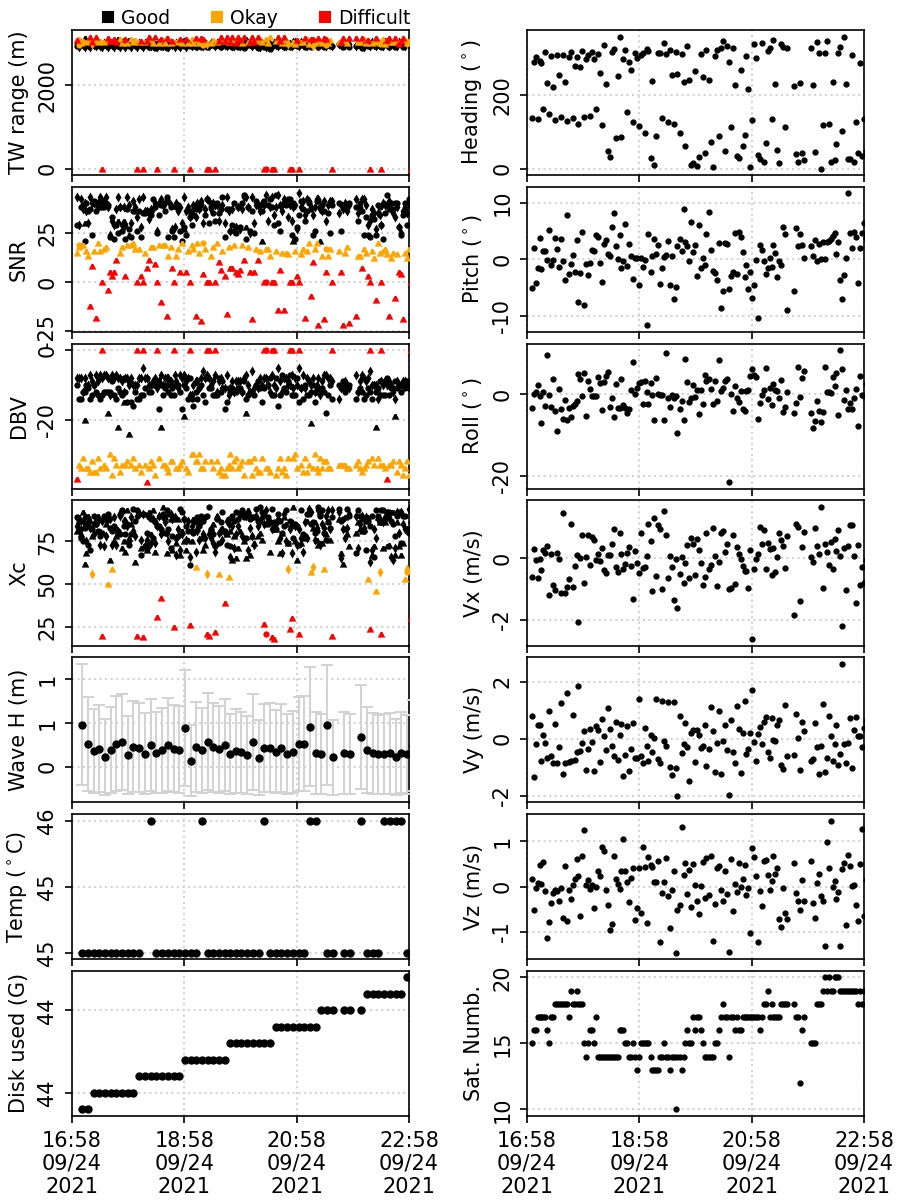 Good Okay Difficult
TW range (m)
2000
0
SNR
25
0
-25
DBV
0
-20
Xc
75
50
25
Wave H (m)
1
1
0
Temp (°C)
46
45
45
Disk used (G)
44
44
16:58 18:58 20:58 22:58
09/24 09/24 09/24 09/24
2021 2021 2021 2021
Heading (°)
200
0
Pitch (°)
10
0
-10
Roll (°)
0
-20
Vx (m/s)
0
-2
Vy (m/s)
2
0
-2
Vz (m/s)
1
0
-1
Sat. Numb.
20
15
10
16:58 18:58 20:58 22:58
09/24 09/24 09/24 09/24
2021 2021 2021 2021